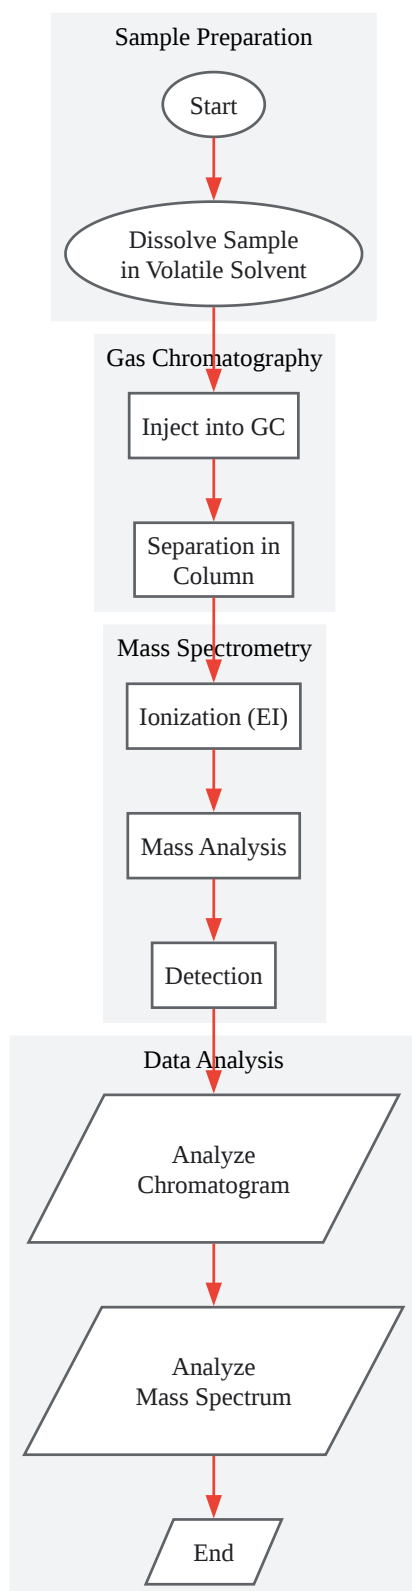 Sample Preparation
Start
Dissolve Sample
in Volatile Solvent
Gas Chromatography
Inject into GC
Separation in
Column
Mass Spectrometry
Ionization (EI)
Mass Analysis
Detection
Data Analysis
Analyze
Chromatogram
Analyze
Mass Spectrum
End